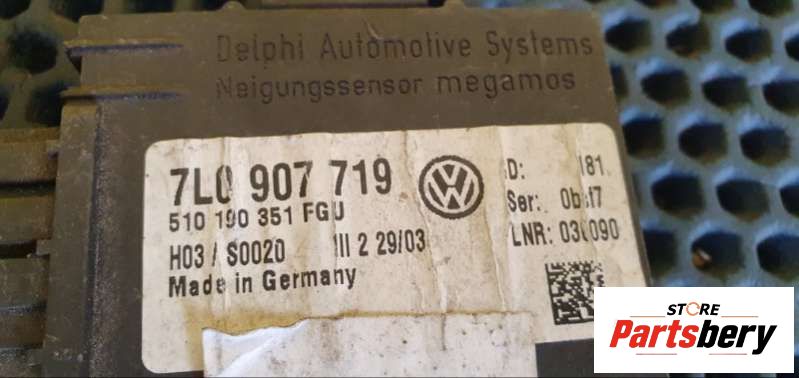 Delphi Automotive Systems
Neigungssensor megamos
7L0 907 719
510 190 351 FGU
H03 / S0020 III 2 29/03
Made in Germany
D: 181
Ser:
LNR:
STORE
Partsbery